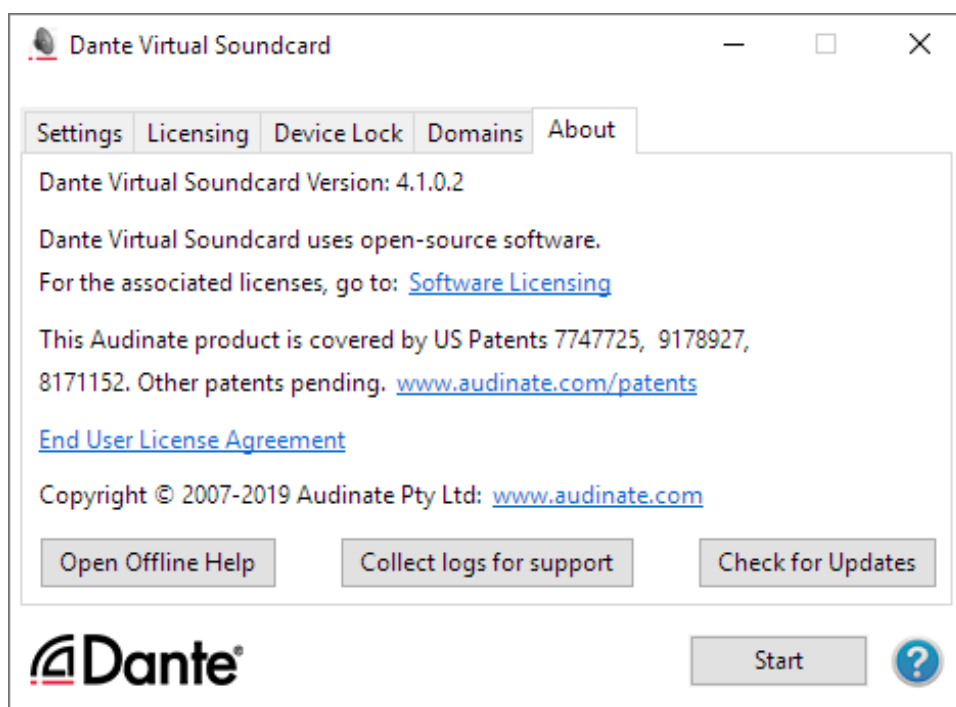 Dante Virtual Soundcard
Settings Licensing Device Lock Domains About
Dante Virtual Soundcard Version: 4.1.0.2
Dante Virtual Soundcard uses open-source software.
For the associated licenses, go to: Software Licensing
This Audinate product is covered by US Patents 7747725, 9178927,
8171152. Other patents pending. www.audinate.com/patents
End User License Agreement
Copyright © 2007-2019 Audinate Pty Ltd: www.audinate.com
Open Offline Help Collect logs for support Check for Updates
Dante® Start ?